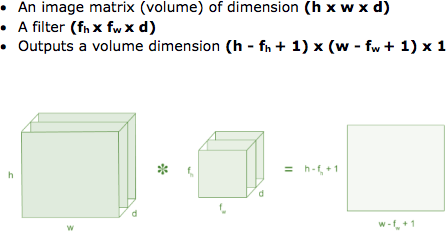 • An image matrix (volume) of dimension (h x w x d)
• A filter (fh x fw x d)
• Outputs a volume dimension (h - fh + 1) x (w - fw + 1) x 1
h
w
d
*
fh
fw
d
=
h - fh + 1
w - fw + 1